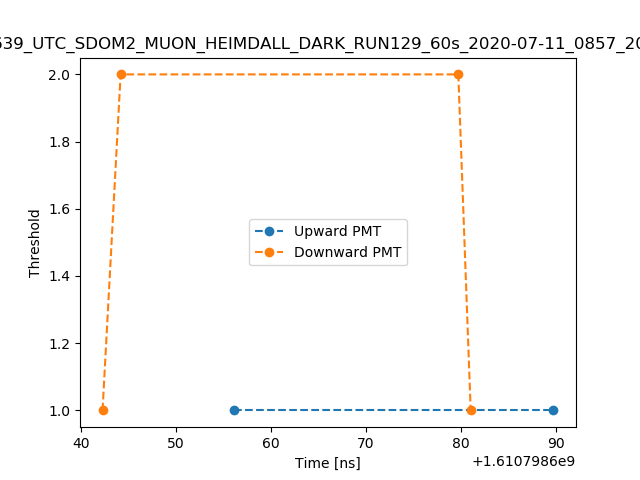 639_UTC_SDOM2_MUON_HEIMDALL_DARK_RUN129_60s_2020-07-11_0857_20
2.0
1.8
1.6
1.4
1.2
1.0
Threshold
Upward PMT
Downward PMT
40 50 60 70 80 90
Time [ns]
+1.6107986e9